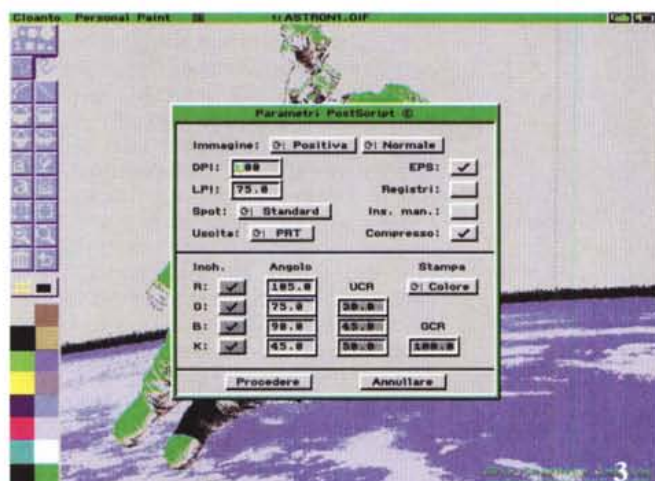 Cloanto Personal Paint 1:ASTRON1.GIF
Parametri PostScript ©
Immagine: Positiva Normale
DPI: EPS:
LPI: 75.0 Registri:
Spot: Standard Ins. man.:
Uscita: PRT Compresso:
Inch. Angolo Stampa
R: 105.0 UCR Colore
G: 75.0 50.0
B: 90.0 45.0 GCR
K: 45.0 50.0 100.0
Procedere Annullare
3